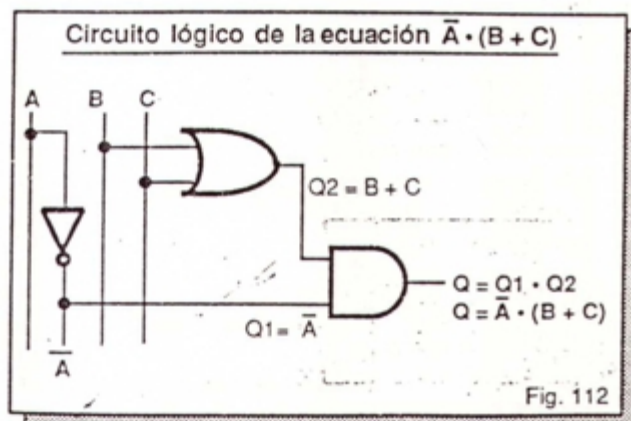 Circuito lógico de la ecuación A̅ • (B + C)
A B C
Q2 = B + C
Q = Q1 • Q2
Q = A̅ • (B + C)
Q1 = A̅
A̅
Fig. 112